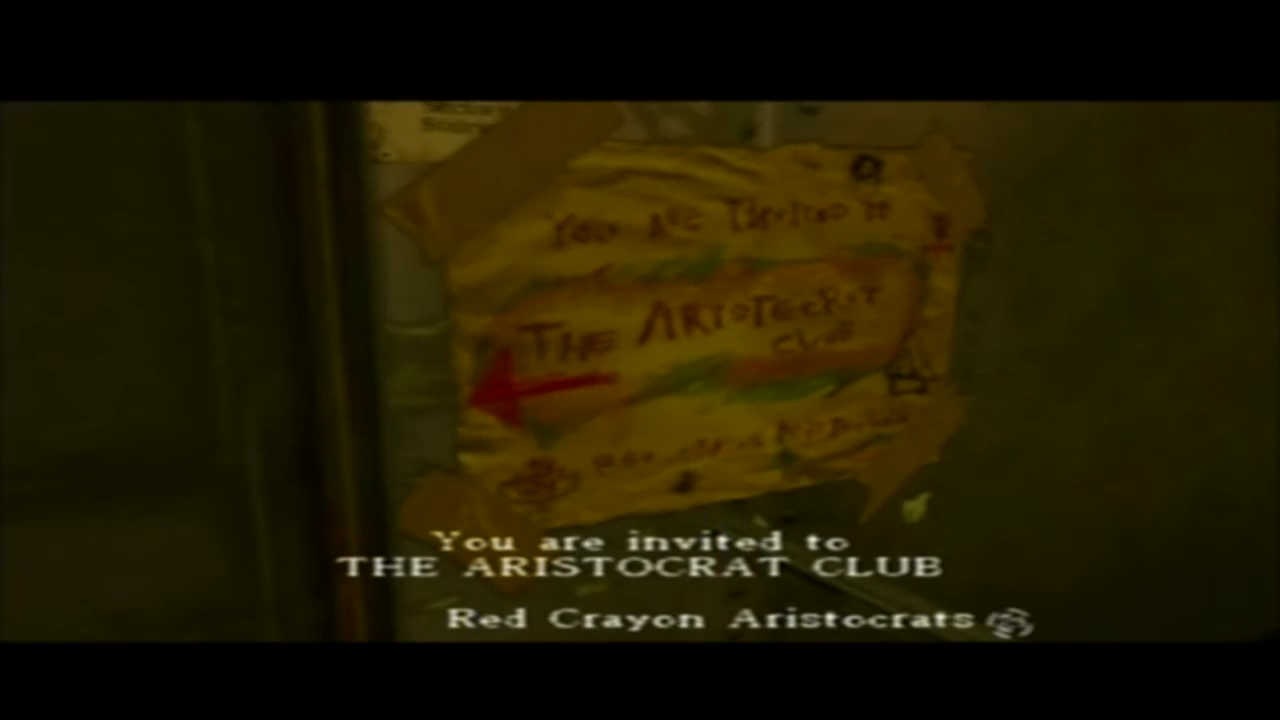 YOU ARE INVITED TO
THE ARISTOCRAT
CLUB
You are invited to
THE ARISTOCRAT CLUB
Red Crayon Aristocrats